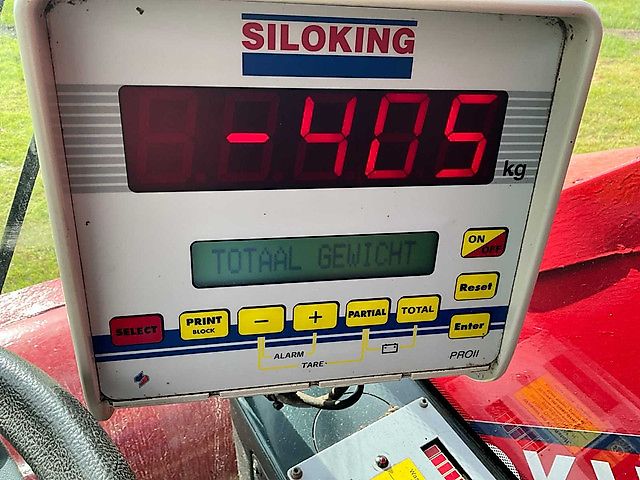 SILOKING
-405
kg
TOTAAL GEWICHT
ON
OFF
Reset
SELECT
PRINT
BLOCK
-
+
PARTIAL
TOTAL
Enter
ALARM
TARE
PROII